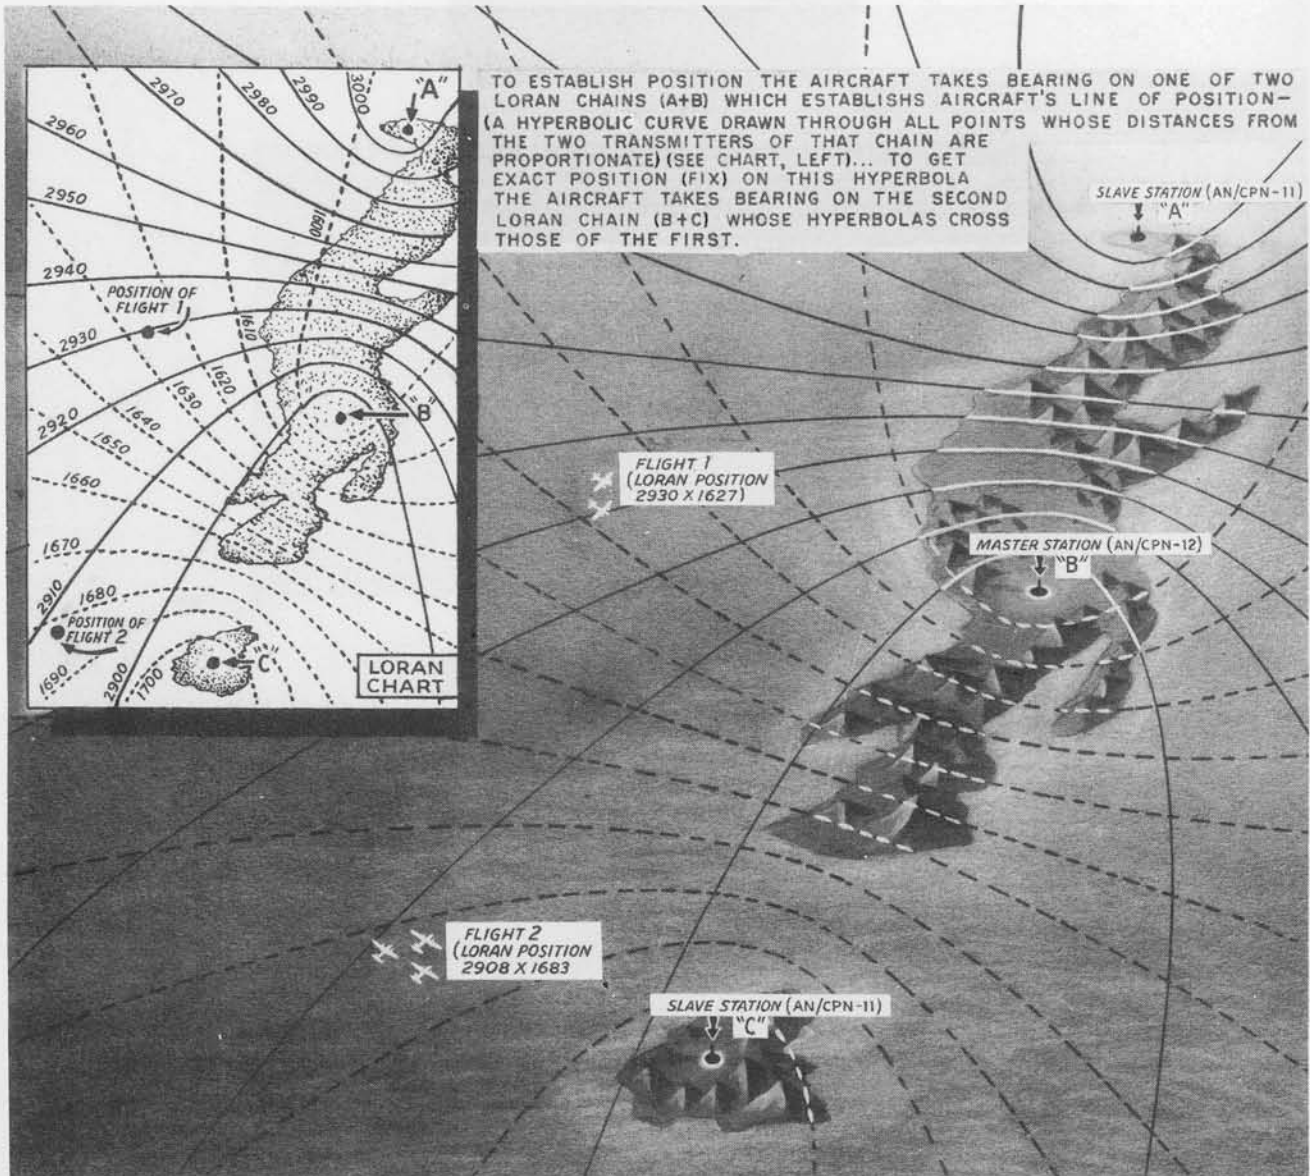 TO ESTABLISH POSITION THE AIRCRAFT TAKES BEARING ON ONE OF TWO
LORAN CHAINS (A+B) WHICH ESTABLISHS AIRCRAFT'S LINE OF POSITION—
(A HYPERBOLIC CURVE DRAWN THROUGH ALL POINTS WHOSE DISTANCES FROM
THE TWO TRANSMITTERS OF THAT CHAIN ARE
PROPORTIONATE) (SEE CHART, LEFT)... TO GET
EXACT POSITION (FIX) ON THIS HYPERBOLA
THE AIRCRAFT TAKES BEARING ON THE SECOND
LORAN CHAIN (B+C) WHOSE HYPERBOLAS CROSS
THOSE OF THE FIRST.
"A"
3000
2990
2980
2970
2960
2950
2940
2930
2920
2910
2900
1600
1610
1620
1630
1640
1650
1660
1670
1680
1690
1700
POSITION OF
FLIGHT 1
"B"
POSITION OF
FLIGHT 2
"C"
LORAN
CHART
SLAVE STATION (AN/CPN-11)
"A"
FLIGHT 1
(LORAN POSITION
2930 X 1627)
MASTER STATION (AN/CPN-12)
"B"
FLIGHT 2
(LORAN POSITION
2908 X 1683
SLAVE STATION (AN/CPN-11)
"C"